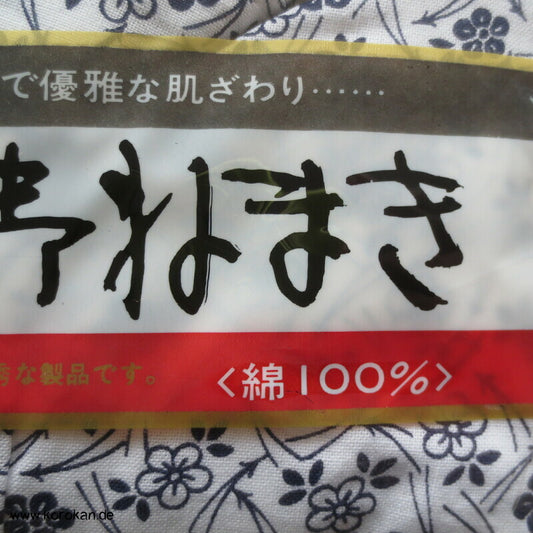 で優雅な肌ざわり……
ねまき
秀な製品です。
<綿100%>
www.korokan.de